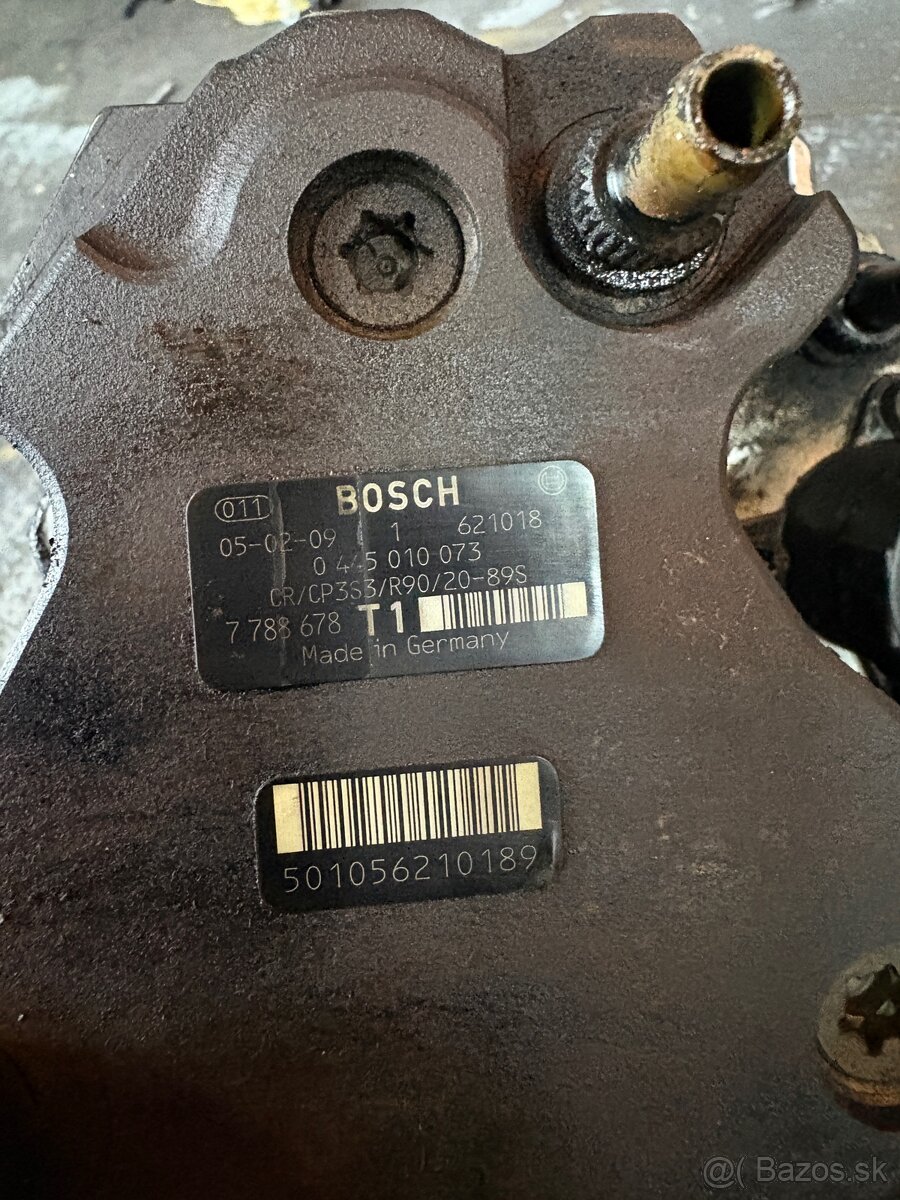 011 BOSCH
05-02-09 1 621018
0 445 010 073
CR/CP3S3/R90/20-89S
7 788 678 T1
Made in Germany
501056210189
@( Bazos.sk